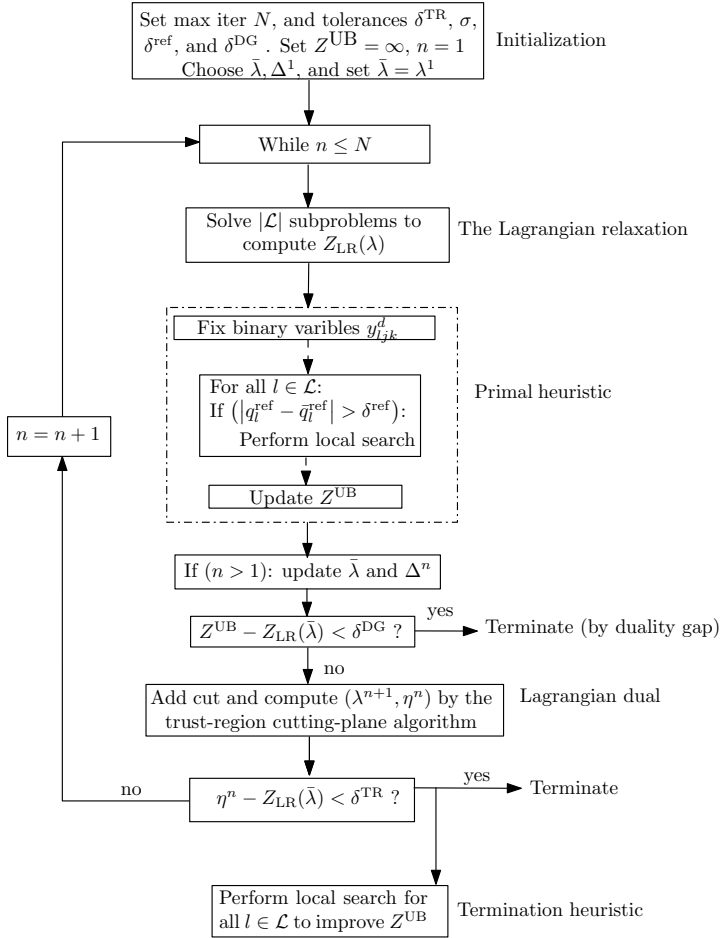 Set max iter N, and tolerances δ^TR, σ,
δ^ref, and δ^DG . Set Z^UB = ∞, n = 1
Choose λ̄, Δ^1, and set λ̄ = λ^1
Initialization
While n ≤ N
Solve |ℒ| subproblems to
compute Z_LR(λ)
The Lagrangian relaxation
Fix binary varibles y^d_ljk
For all l ∈ ℒ:
If (|q_l^ref − q̄_l^ref| > δ^ref):
Perform local search
Primal heuristic
n = n + 1
Update Z^UB
If (n > 1): update λ̄ and Δ^n
Z^UB − Z_LR(λ̄) < δ^DG ?
yes
Terminate (by duality gap)
no
Add cut and compute (λ^{n+1}, η^n) by the
trust-region cutting-plane algorithm
Lagrangian dual
no
η^n − Z_LR(λ̄) < δ^TR ?
yes
Terminate
Perform local search for
all l ∈ ℒ to improve Z^UB
Termination heuristic